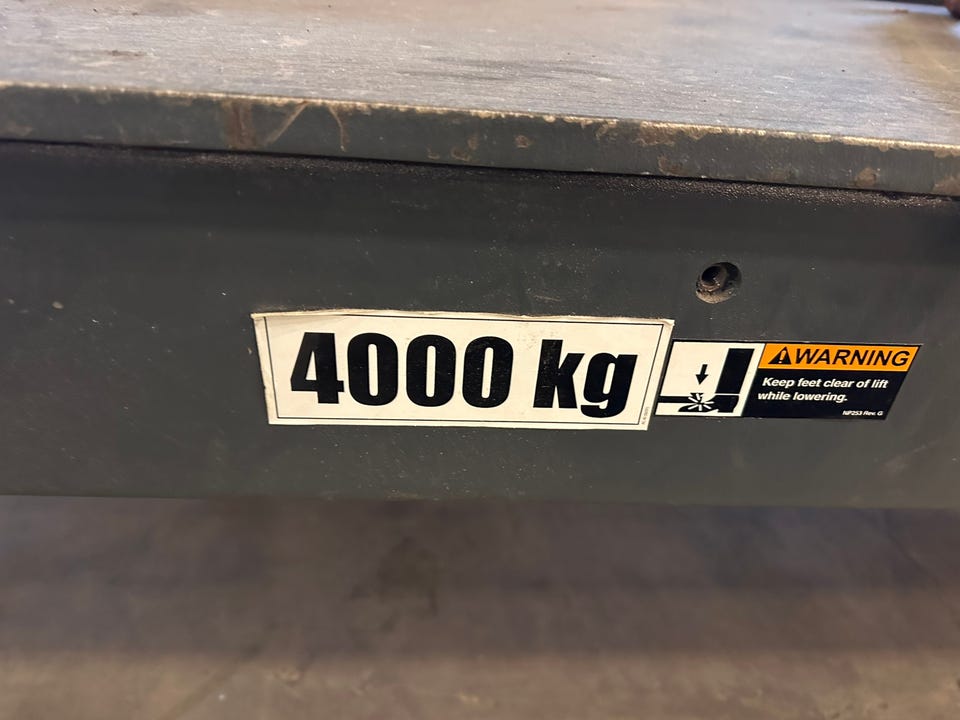 4000 kg
WARNING
Keep feet clear of lift
while lowering.
NP253 Rev. G